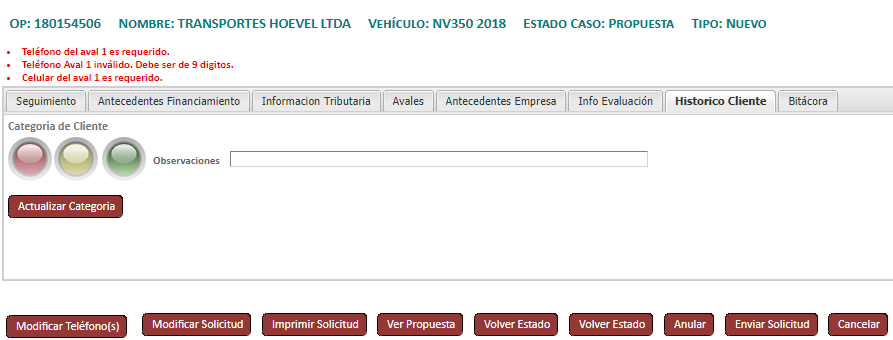 OP: 180154506 NOMBRE: TRANSPORTES HOEVEL LTDA VEHÍCULO: NV350 2018 ESTADO CASO: PROPUESTA TIPO: NUEVO
• Teléfono del aval 1 es requerido.
• Teléfono Aval 1 inválido. Debe ser de 9 digitos.
• Celular del aval 1 es requerido.
Seguimiento Antecedentes Financiamiento Informacion Tributaria Avales Antecedentes Empresa Info Evaluación Historico Cliente Bitácora
Categoria de Cliente
Observaciones
Actualizar Categoria
Modificar Teléfono(s) Modificar Solicitud Imprimir Solicitud Ver Propuesta Volver Estado Volver Estado Anular Enviar Solicitud Cancelar